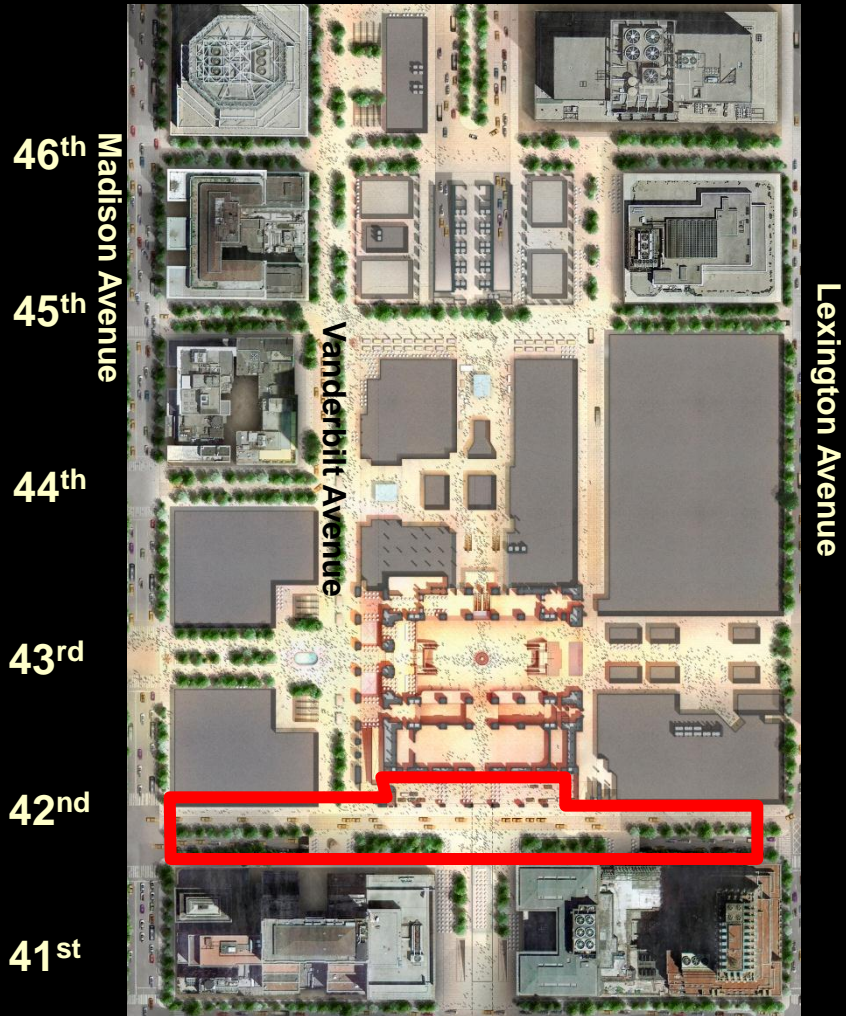 46th
Madison Avenue
45th
Lexington Avenue
Vanderbilt Avenue
44th
43rd
42nd
41st